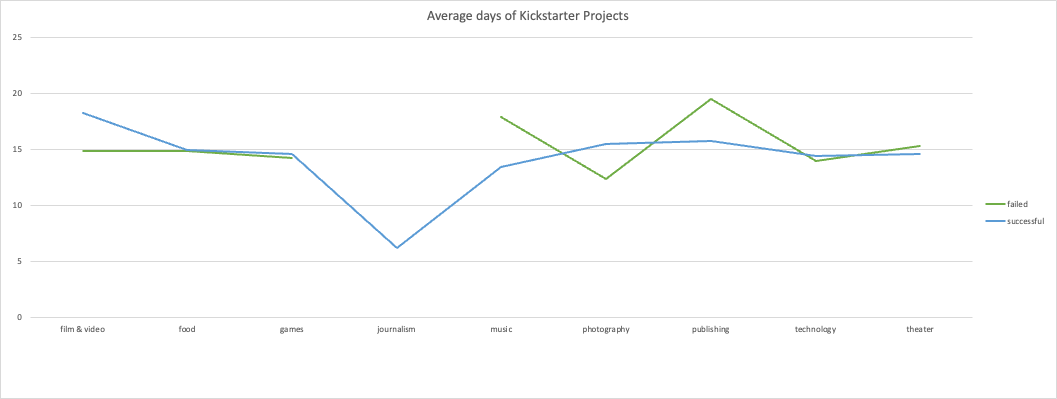 Average days of Kickstarter Projects
25
20
15
10
5
0
film & video food games journalism music photography publishing technology theater
failed
successful